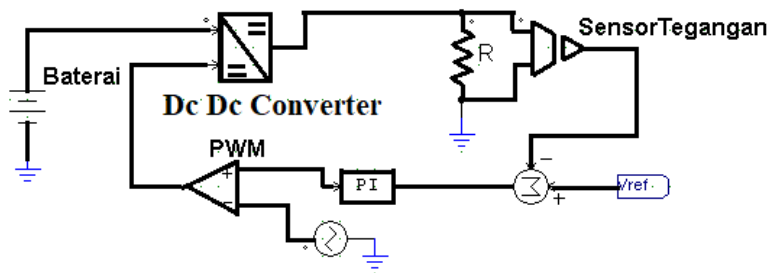 SensorTegangan
Baterai
R
Dc Dc Converter
PWM
PI
Vref